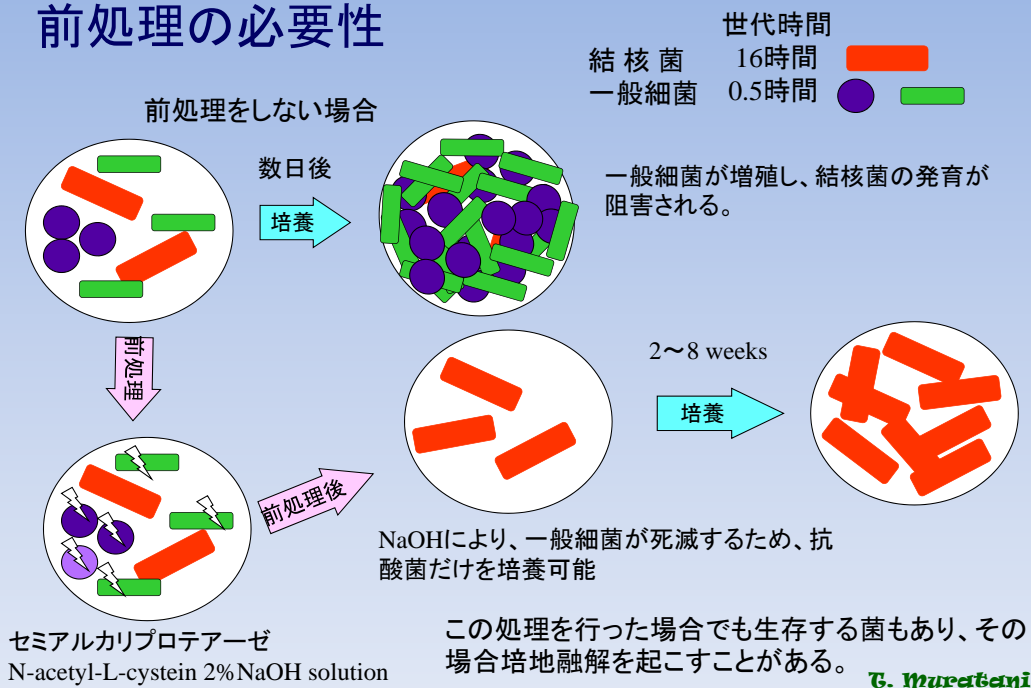 前処理の必要性
世代時間
結 核 菌 16時間
一般細菌 0.5時間
前処理をしない場合
数日後
培養
一般細菌が増殖し、結核菌の発育が
阻害される。
前処理
2〜8 weeks
培養
前処理後
NaOHにより、一般細菌が死滅するため、抗
酸菌だけを培養可能
セミアルカリプロテアーゼ
N-acetyl-L-cystein 2%NaOH solution
この処理を行った場合でも生存する菌もあり、その
場合培地融解を起こすことがある。
T. Muratani